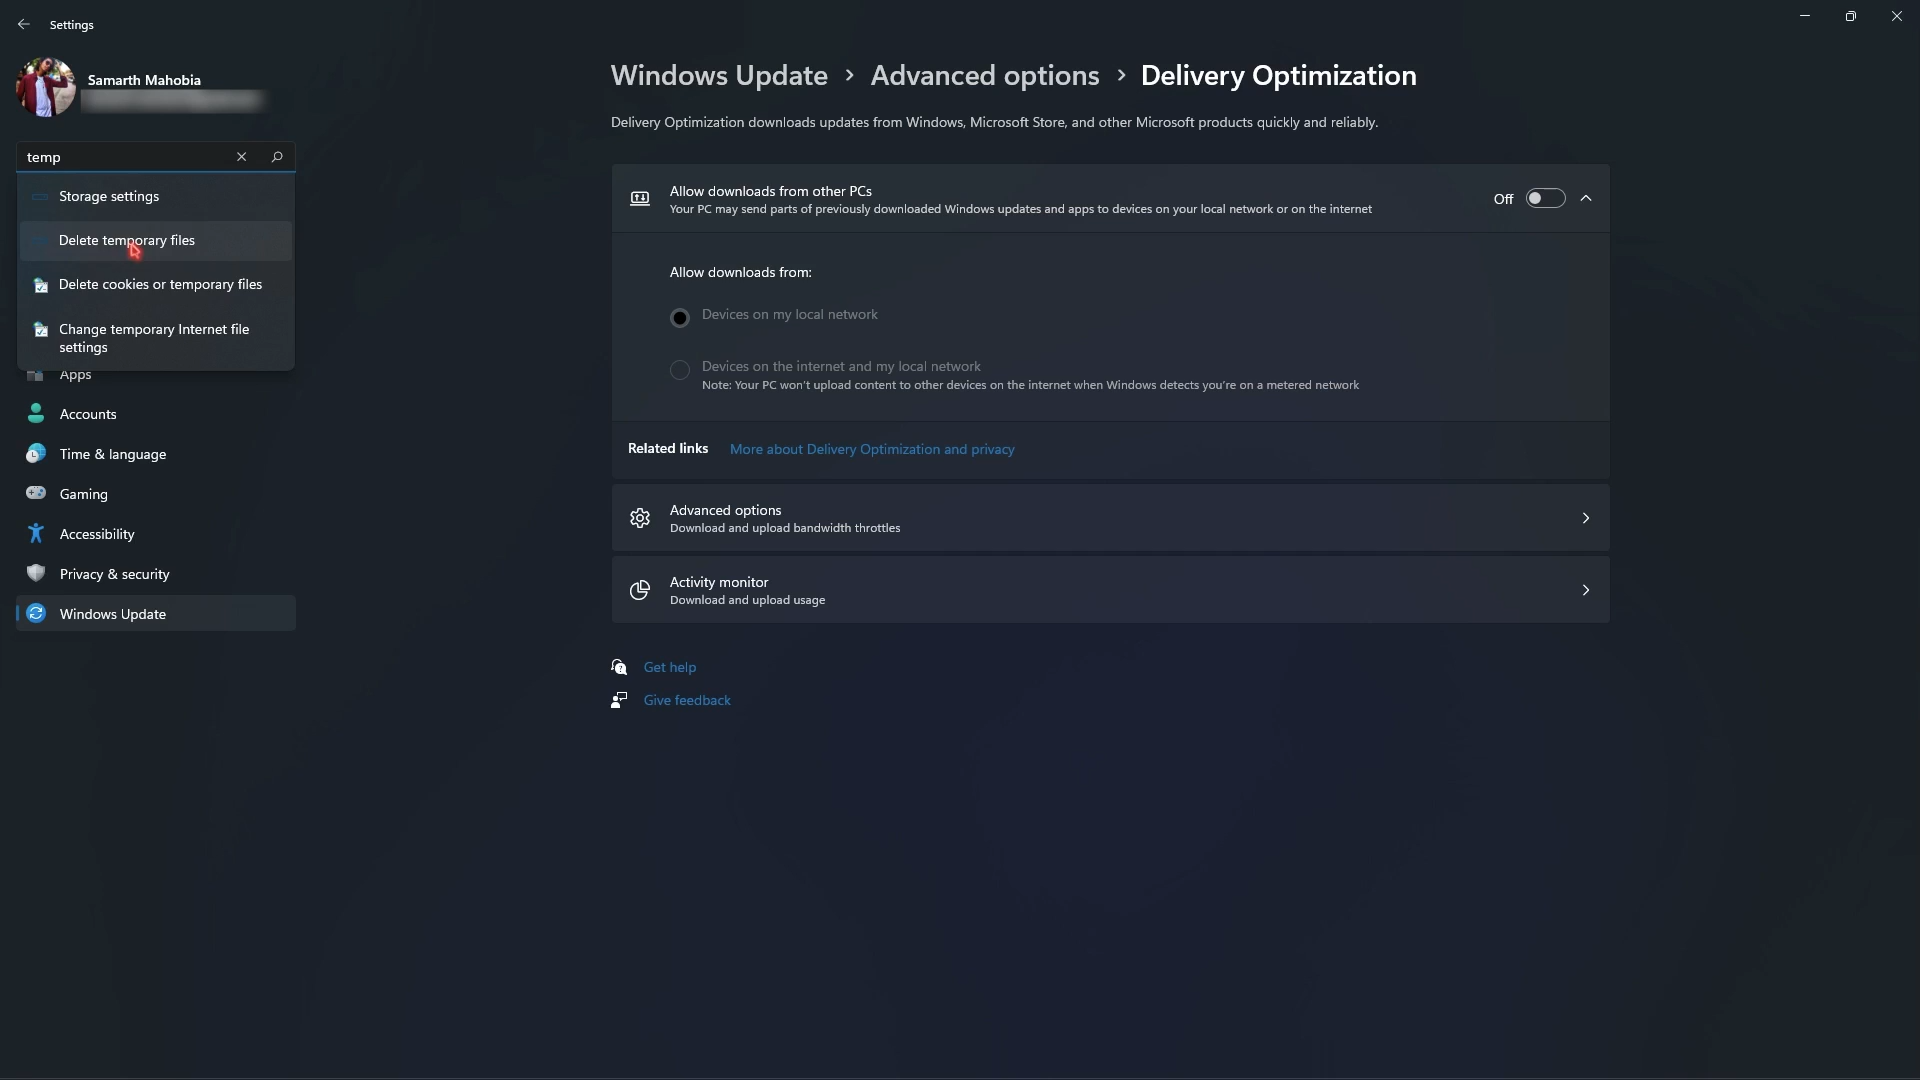 Settings
Samarth Mahobia
temp
Storage settings
Delete temporary files
Delete cookies or temporary files
Change temporary Internet file
settings
Apps
Accounts
Time & language
Gaming
Accessibility
Privacy & security
Windows Update
Windows Update > Advanced options > Delivery Optimization
Delivery Optimization downloads updates from Windows, Microsoft Store, and other Microsoft products quickly and reliably.
Allow downloads from other PCs
Your PC may send parts of previously downloaded Windows updates and apps to devices on your local network or on the internet
Off
Allow downloads from:
Devices on my local network
Devices on the internet and my local network
Note: Your PC won't upload content to other devices on the internet when Windows detects you're on a metered network
Related links More about Delivery Optimization and privacy
Advanced options
Download and upload bandwidth throttles
Activity monitor
Download and upload usage
Get help
Give feedback